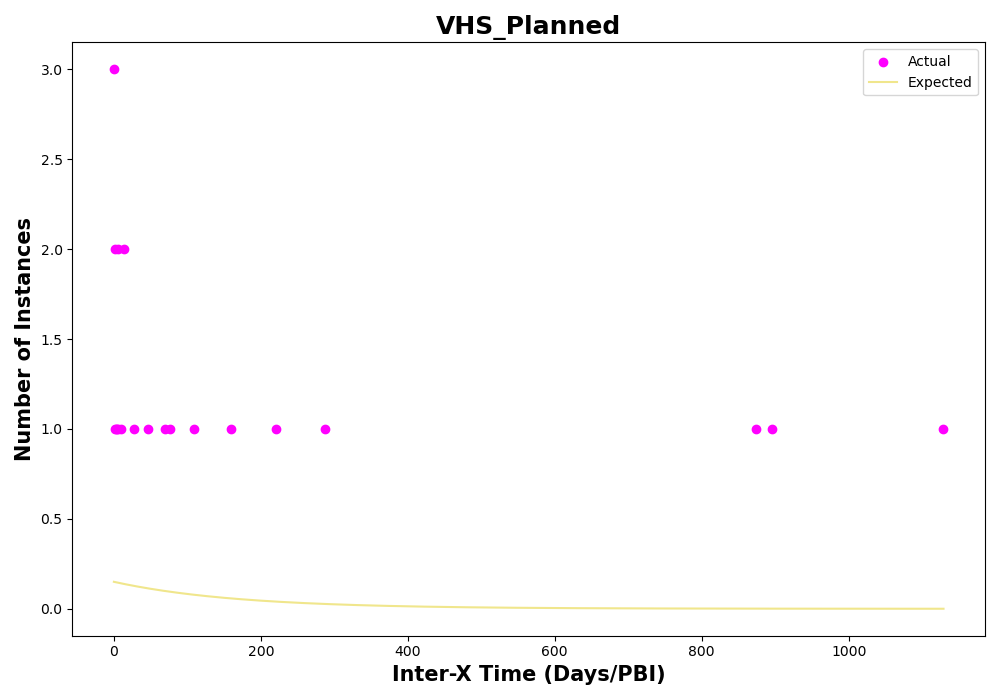 VHS_Planned
Actual
Expected
Number of Instances
3.0
2.5
2.0
1.5
1.0
0.5
0.0
0 200 400 600 800 1000
Inter-X Time (Days/PBI)